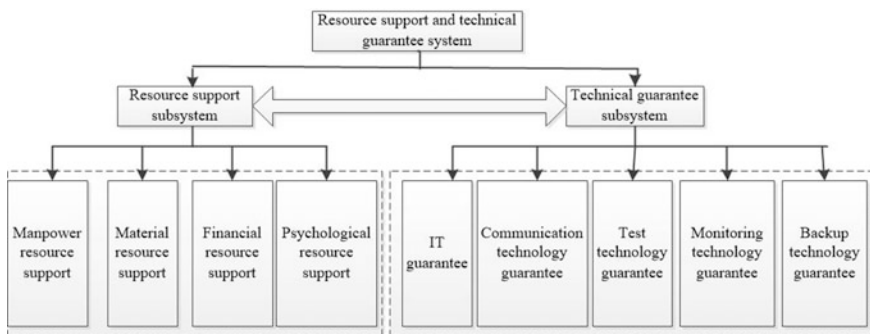 Resource support and technical
guarantee system
Resource support
subsystem
Technical guarantee
subsystem
Manpower
resource
support
Material
resource
support
Financial
resource
support
Psychological
resource
support
IT
guarantee
Communication
technology
guarantee
Test
technology
guarantee
Monitoring
technology
guarantee
Backup
technology
guarantee